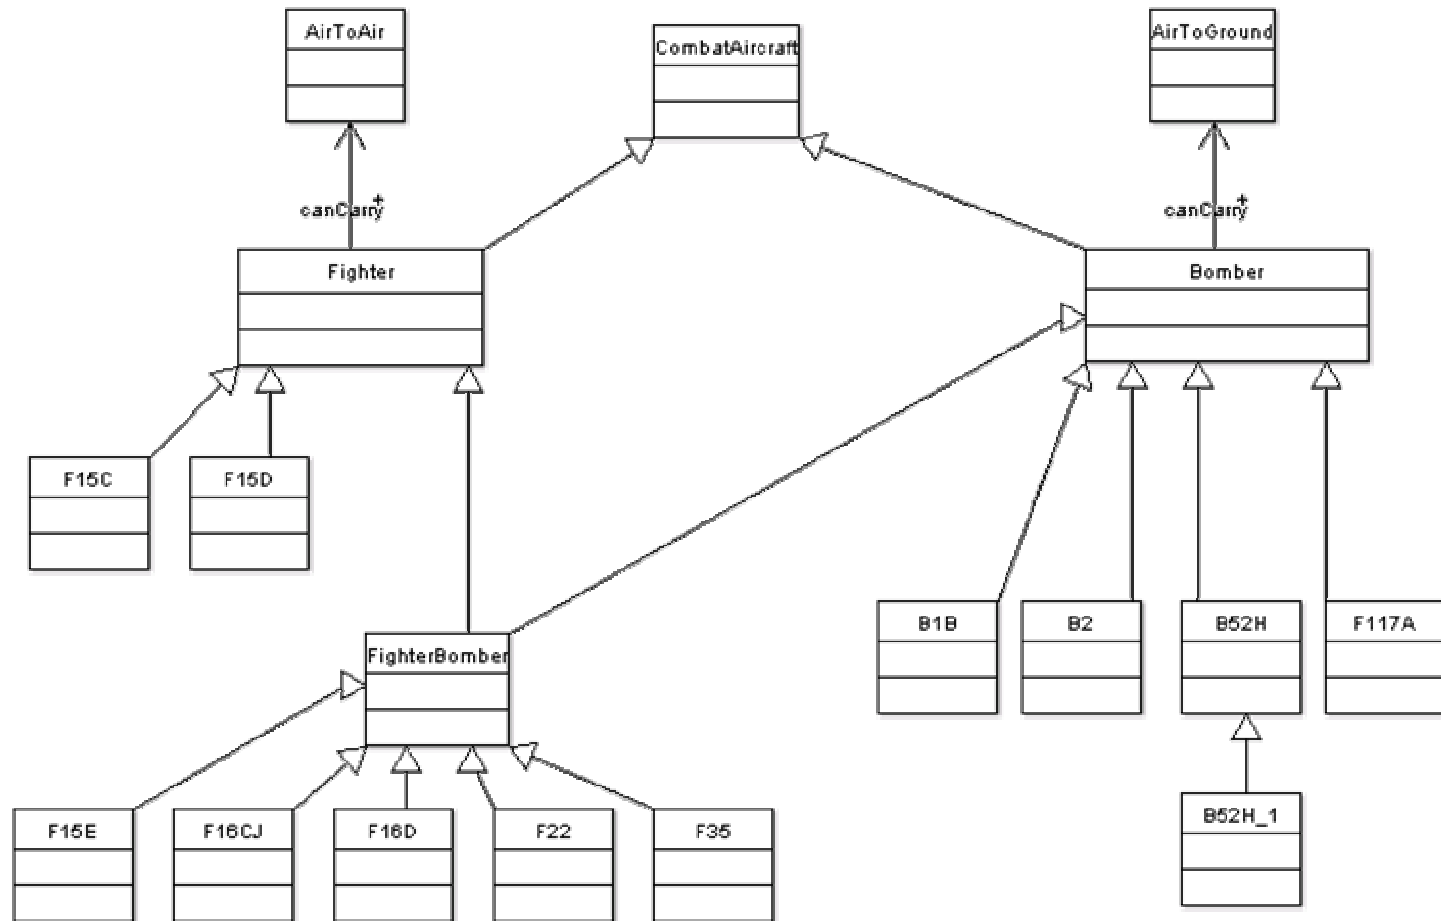 AirToAir
CombatAircraft
AirToGround
canCarry*
canCarry*
Fighter
Bomber
F15C
F15D
B1B
B2
B52H
F117A
FighterBomber
F15E
F16CJ
F16D
F22
F35
B52H_1